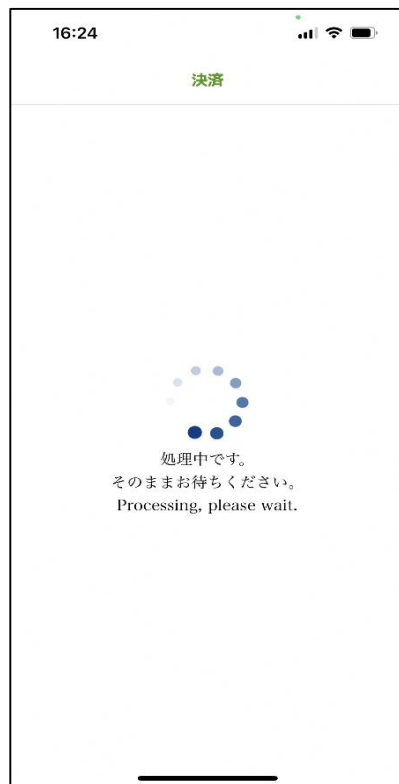 16:24
決済
処理中です。
そのままお待ちください。
Processing, please wait.